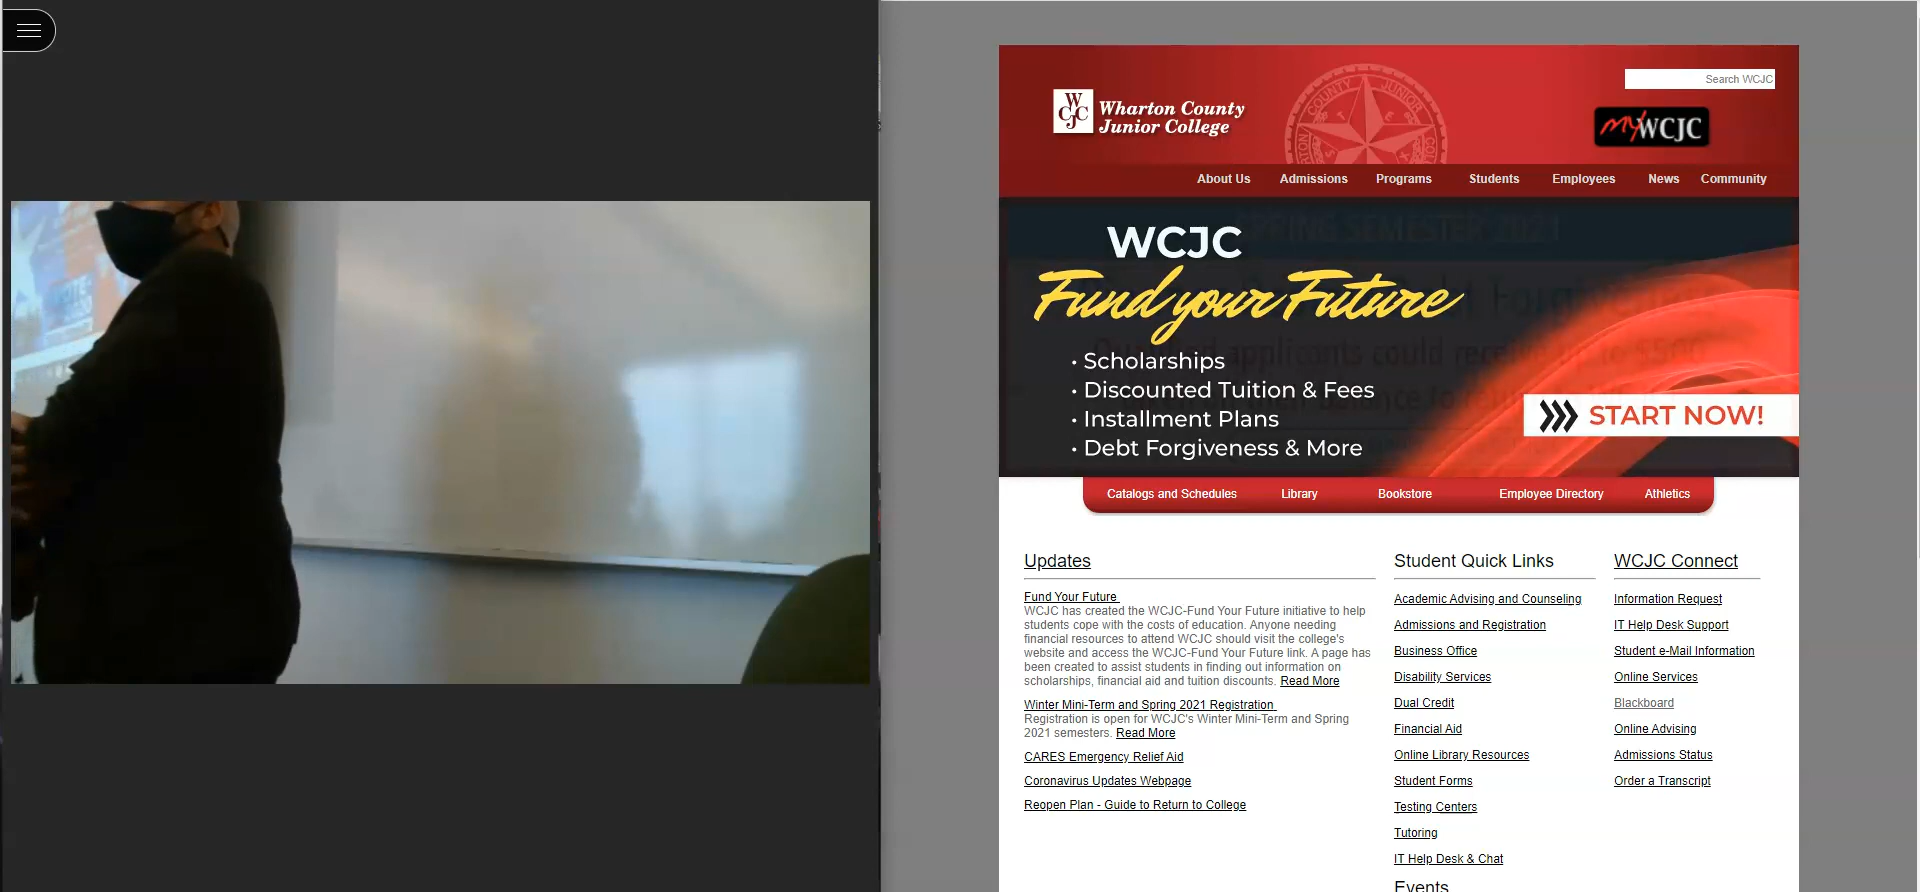 Search WCJC
W
CJC
Wharton County
Junior College
MYWCJC
About Us Admissions Programs Students Employees News Community
SPRING SEMESTER 2021
WCJC
Fund your Future
• Scholarships
• Discounted Tuition & Fees
• Installment Plans
• Debt Forgiveness & More
START NOW!
Catalogs and Schedules Library Bookstore Employee Directory Athletics
Updates
Fund Your Future
WCJC has created the WCJC-Fund Your Future initiative to help
students cope with the costs of education. Anyone needing
financial resources to attend WCJC should visit the college's
website and access the WCJC-Fund Your Future link. A page has
been created to assist students in finding out information on
scholarships, financial aid and tuition discounts. Read More
Winter Mini-Term and Spring 2021 Registration
Registration is open for WCJC's Winter Mini-Term and Spring
2021 semesters. Read More
CARES Emergency Relief Aid
Coronavirus Updates Webpage
Reopen Plan - Guide to Return to College
Student Quick Links
Academic Advising and Counseling
Admissions and Registration
Business Office
Disability Services
Dual Credit
Financial Aid
Online Library Resources
Student Forms
Testing Centers
Tutoring
IT Help Desk & Chat
Events
WCJC Connect
Information Request
IT Help Desk Support
Student e-Mail Information
Online Services
Blackboard
Online Advising
Admissions Status
Order a Transcript